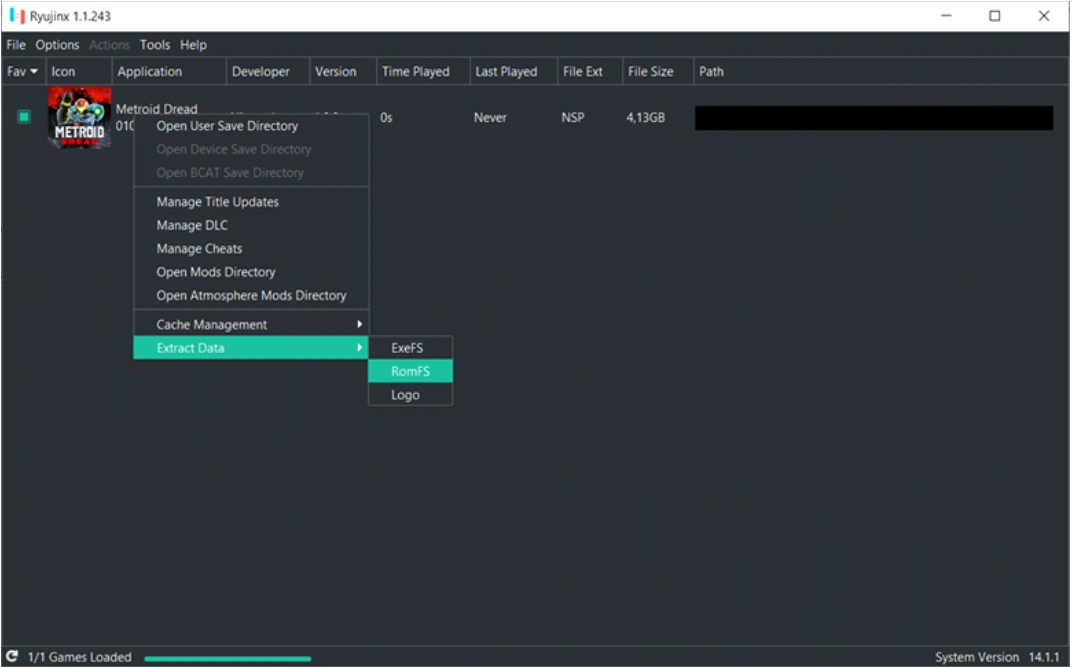 Ryujinx 1.1.243
File Options Actions Tools Help
Fav Icon Application Developer Version Time Played Last Played File Ext File Size Path
METROID
DREAD
Metroid Dread
010
0s Never NSP 4,13GB
Open User Save Directory
Open Device Save Directory
Open BCAT Save Directory
Manage Title Updates
Manage DLC
Manage Cheats
Open Mods Directory
Open Atmosphere Mods Directory
Cache Management
Extract Data
ExeFS
RomFS
Logo
1/1 Games Loaded
System Version 14.1.1